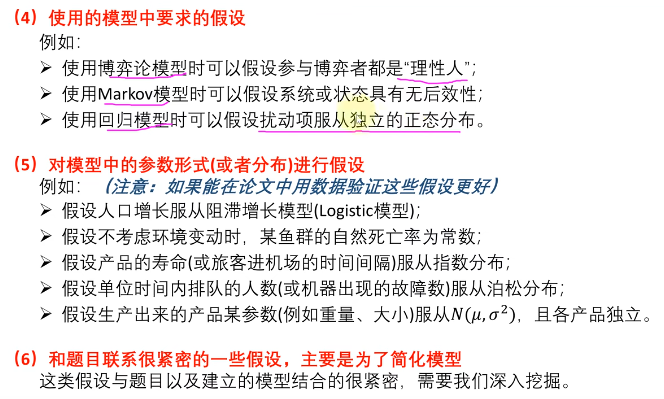 （4）使用的模型中要求的假设
例如：
➢ 使用博弈论模型时可以假设参与博弈者都是“理性人”；
➢ 使用Markov模型时可以假设系统或状态具有无后效性；
➢ 使用回归模型时可以假设扰动项服从独立的正态分布。
（5）对模型中的参数形式(或者分布)进行假设
例如：（注意：如果能在论文中用数据验证这些假设更好）
➢ 假设人口增长服从阻滞增长模型(Logistic模型)；
➢ 假设不考虑环境变动时，某鱼群的自然死亡率为常数；
➢ 假设产品的寿命(或旅客进机场的时间间隔)服从指数分布；
➢ 假设单位时间内排队的人数(或机器出现的故障数)服从泊松分布；
➢ 假设生产出来的产品某参数(例如重量、大小)服从N(μ, σ²)，且各产品独立。
（6）和题目联系很紧密的一些假设，主要是为了简化模型
这类假设与题目以及建立的模型结合的很紧密，需要我们深入挖掘。